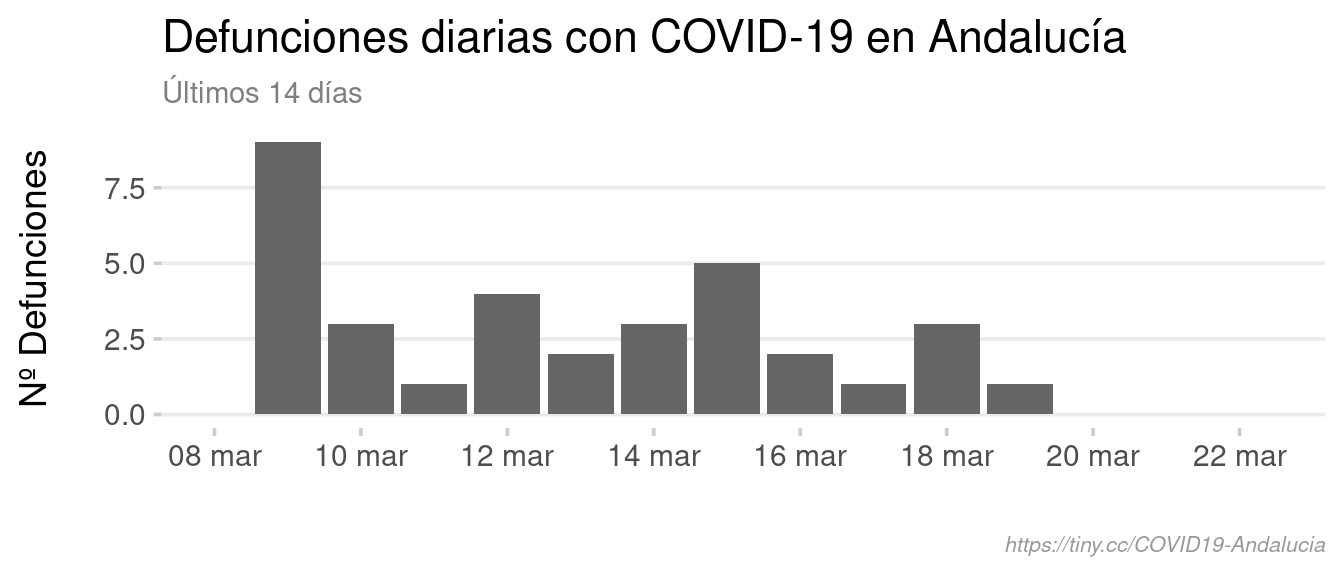 Defunciones diarias con COVID-19 en Andalucía
Últimos 14 días
Nº Defunciones
7.5
5.0
2.5
0.0
08 mar 10 mar 12 mar 14 mar 16 mar 18 mar 20 mar 22 mar
https://tiny.cc/COVID19-Andalucia